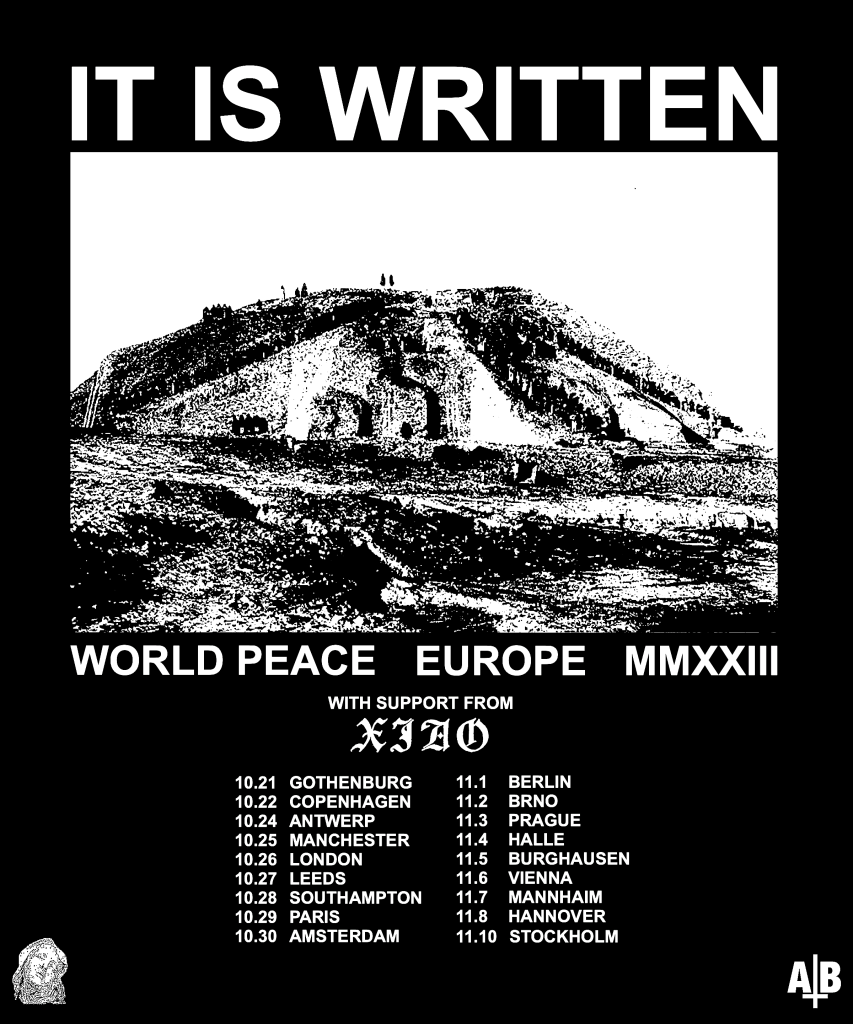 IT IS WRITTEN
WORLD PEACE EUROPE MMXXIII
WITH SUPPORT FROM
XIAO
10.21 GOTHENBURG
10.22 COPENHAGEN
10.24 ANTWERP
10.25 MANCHESTER
10.26 LONDON
10.27 LEEDS
10.28 SOUTHAMPTON
10.29 PARIS
10.30 AMSTERDAM
11.1 BERLIN
11.2 BRNO
11.3 PRAGUE
11.4 HALLE
11.5 BURGHAUSEN
11.6 VIENNA
11.7 MANNHAIM
11.8 HANNOVER
11.10 STOCKHOLM
A B